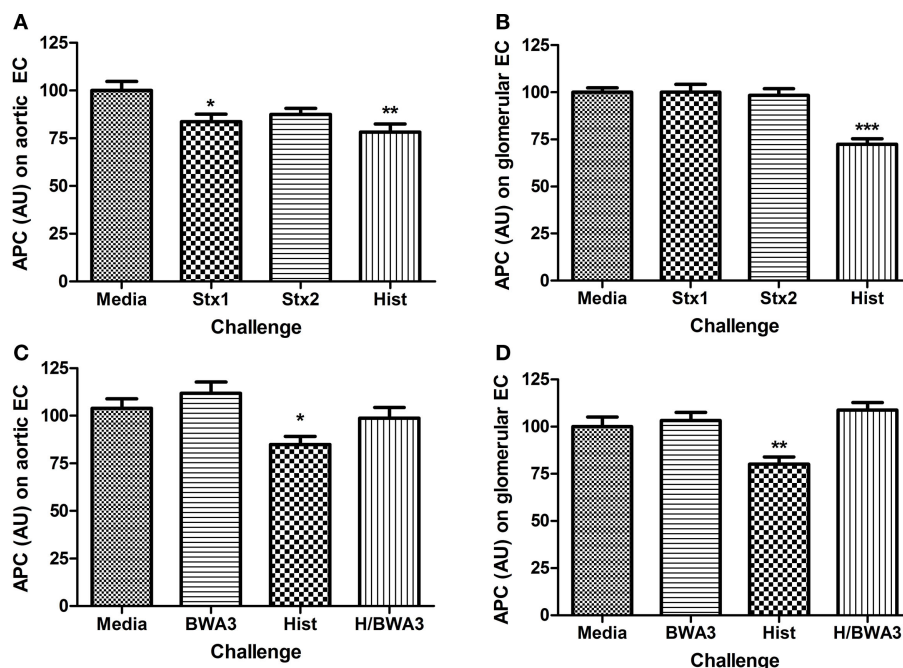 A
APC (AU) on aortic EC
125
100
75
50
25
0
*
**
Media Stx1 Stx2 Hist
Challenge
B
APC (AU) on glomerular EC
125
100
75
50
25
0
***
Media Stx1 Stx2 Hist
Challenge
C
APC (AU) on aortic EC
125
100
75
50
25
0
*
Media BWA3 Hist H/BWA3
Challenge
D
APC (AU) on glomerular EC
125
100
75
50
25
0
**
Media BWA3 Hist H/BWA3
Challenge